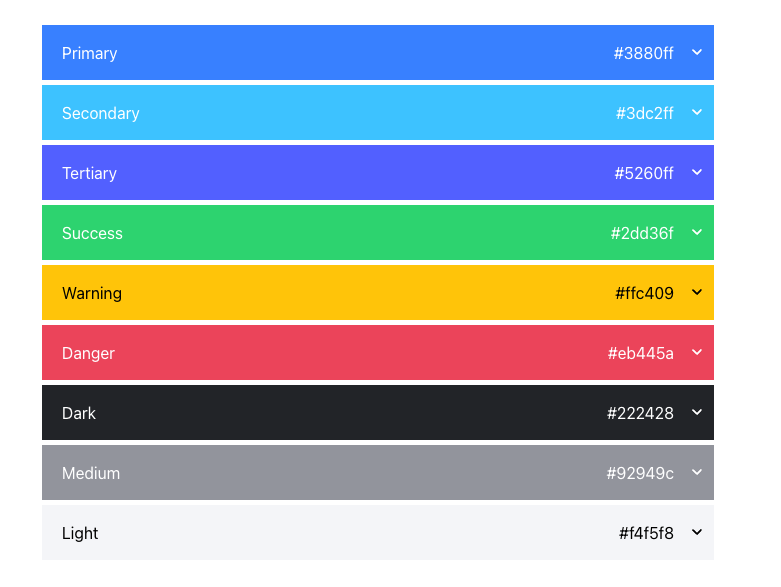 Primary #3880ff
Secondary #3dc2ff
Tertiary #5260ff
Success #2dd36f
Warning #ffc409
Danger #eb445a
Dark #222428
Medium #92949c
Light #f4f5f8